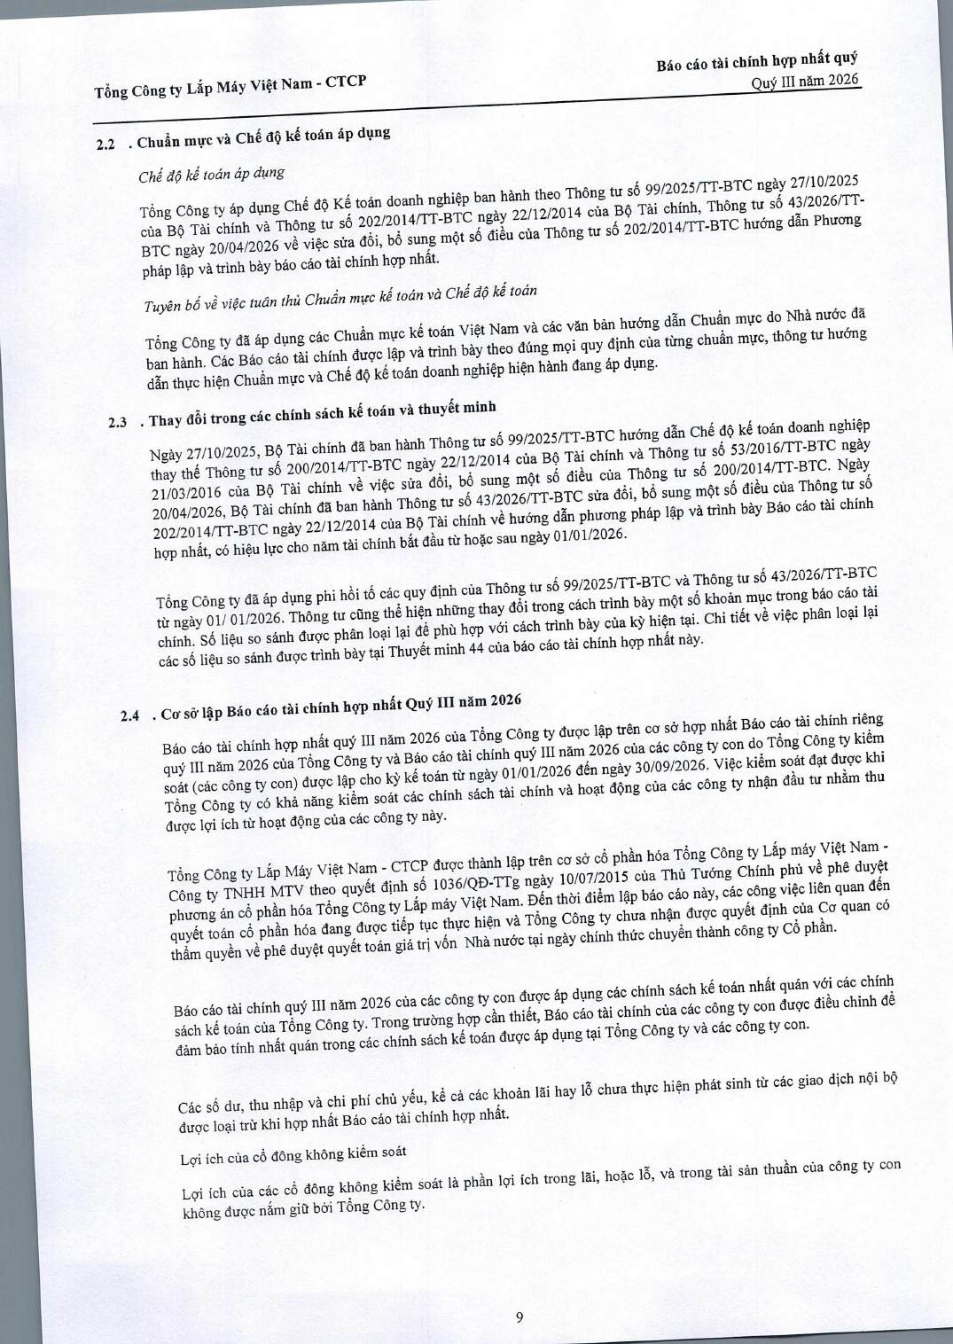 Tổng Công ty Lắp Máy Việt Nam - CTCP
Báo cáo tài chính hợp nhất quý
Quý III năm 2026
2.2 . Chuẩn mực và Chế độ kế toán áp dụng
Chế độ kế toán áp dụng
Tổng Công ty áp dụng Chế độ Kế toán doanh nghiệp ban hành theo Thông tư số 99/2025/TT-BTC ngày 27/10/2025
của Bộ Tài chính và Thông tư số 202/2014/TT-BTC ngày 22/12/2014 của Bộ Tài chính, Thông tư số 43/2026/TT-
BTC ngày 20/04/2026 về việc sửa đổi, bổ sung một số điều của Thông tư số 202/2014/TT-BTC hướng dẫn Phương
pháp lập và trình bày báo cáo tài chính hợp nhất.
Tuyên bố về việc tuân thủ Chuẩn mực kế toán và Chế độ kế toán
Tổng Công ty đã áp dụng các Chuẩn mực kế toán Việt Nam và các văn bản hướng dẫn Chuẩn mực do Nhà nước đã
ban hành. Các Báo cáo tài chính được lập và trình bày theo đúng mọi quy định của từng chuẩn mực, thông tư hướng
dẫn thực hiện Chuẩn mực và Chế độ kế toán doanh nghiệp hiện hành đang áp dụng.
2.3 . Thay đổi trong các chính sách kế toán và thuyết minh
Ngày 27/10/2025, Bộ Tài chính đã ban hành Thông tư số 99/2025/TT-BTC hướng dẫn Chế độ kế toán doanh nghiệp
thay thế Thông tư số 200/2014/TT-BTC ngày 22/12/2014 của Bộ Tài chính và Thông tư số 53/2016/TT-BTC ngày
21/03/2016 của Bộ Tài chính về việc sửa đổi, bổ sung một số điều của Thông tư số 200/2014/TT-BTC. Ngày
20/04/2026, Bộ Tài chính đã ban hành Thông tư số 43/2026/TT-BTC sửa đổi, bổ sung một số điều của Thông tư số
202/2014/TT-BTC ngày 22/12/2014 của Bộ Tài chính về hướng dẫn phương pháp lập và trình bày Báo cáo tài chính
hợp nhất, có hiệu lực cho năm tài chính bắt đầu từ hoặc sau ngày 01/01/2026.
Tổng Công ty đã áp dụng phi hồi tố các quy định của Thông tư số 99/2025/TT-BTC và Thông tư số 43/2026/TT-BTC
từ ngày 01/ 01/2026. Thông tư cũng thể hiện những thay đổi trong cách trình bày một số khoản mục trong báo cáo tài
chính. Số liệu so sánh được phân loại lại để phù hợp với cách trình bày của kỳ hiện tại. Chi tiết về việc phân loại lại
các số liệu so sánh được trình bày tại Thuyết minh 44 của báo cáo tài chính hợp nhất này.
2.4 . Cơ sở lập Báo cáo tài chính hợp nhất Quý III năm 2026
Báo cáo tài chính hợp nhất quý III năm 2026 của Tổng Công ty được lập trên cơ sở hợp nhất Báo cáo tài chính riêng
quý III năm 2026 của Tổng Công ty và Báo cáo tài chính quý III năm 2026 của các công ty con do Tổng Công ty kiểm
soát (các công ty con) được lập cho kỳ kế toán từ ngày 01/01/2026 đến ngày 30/09/2026. Việc kiểm soát đạt được khi
Tổng Công ty có khả năng kiểm soát các chính sách tài chính và hoạt động của các công ty nhận đầu tư nhằm thu
được lợi ích từ hoạt động của các công ty này.
Tổng Công ty Lắp Máy Việt Nam - CTCP được thành lập trên cơ sở cổ phần hóa Tổng Công ty Lắp máy Việt Nam -
Công ty TNHH MTV theo quyết định số 1036/QĐ-TTg ngày 10/07/2015 của Thủ Tướng Chính phủ về phê duyệt
phương án cổ phần hóa Tổng Công ty Lắp máy Việt Nam. Đến thời điểm lập báo cáo này, các công việc liên quan đến
quyết toán cổ phần hóa đang được tiếp tục thực hiện và Tổng Công ty chưa nhận được quyết định của Cơ quan có
thẩm quyền về phê duyệt quyết toán giá trị vốn Nhà nước tại ngày chính thức chuyển thành công ty Cổ phần.
Báo cáo tài chính quý III năm 2026 của các công ty con được áp dụng các chính sách kế toán nhất quán với các chính
sách kế toán của Tổng Công ty. Trong trường hợp cần thiết, Báo cáo tài chính của các công ty con được điều chỉnh để
đảm bảo tính nhất quán trong các chính sách kế toán được áp dụng tại Tổng Công ty và các công ty con.
Các số dư, thu nhập và chi phí chủ yếu, kể cả các khoản lãi hay lỗ chưa thực hiện phát sinh từ các giao dịch nội bộ
được loại trừ khi hợp nhất Báo cáo tài chính hợp nhất.
Lợi ích của cổ đông không kiểm soát
Lợi ích của các cổ đông không kiểm soát là phần lợi ích trong lãi, hoặc lỗ, và trong tài sản thuần của công ty con
không được nắm giữ bởi Tổng Công ty.
9